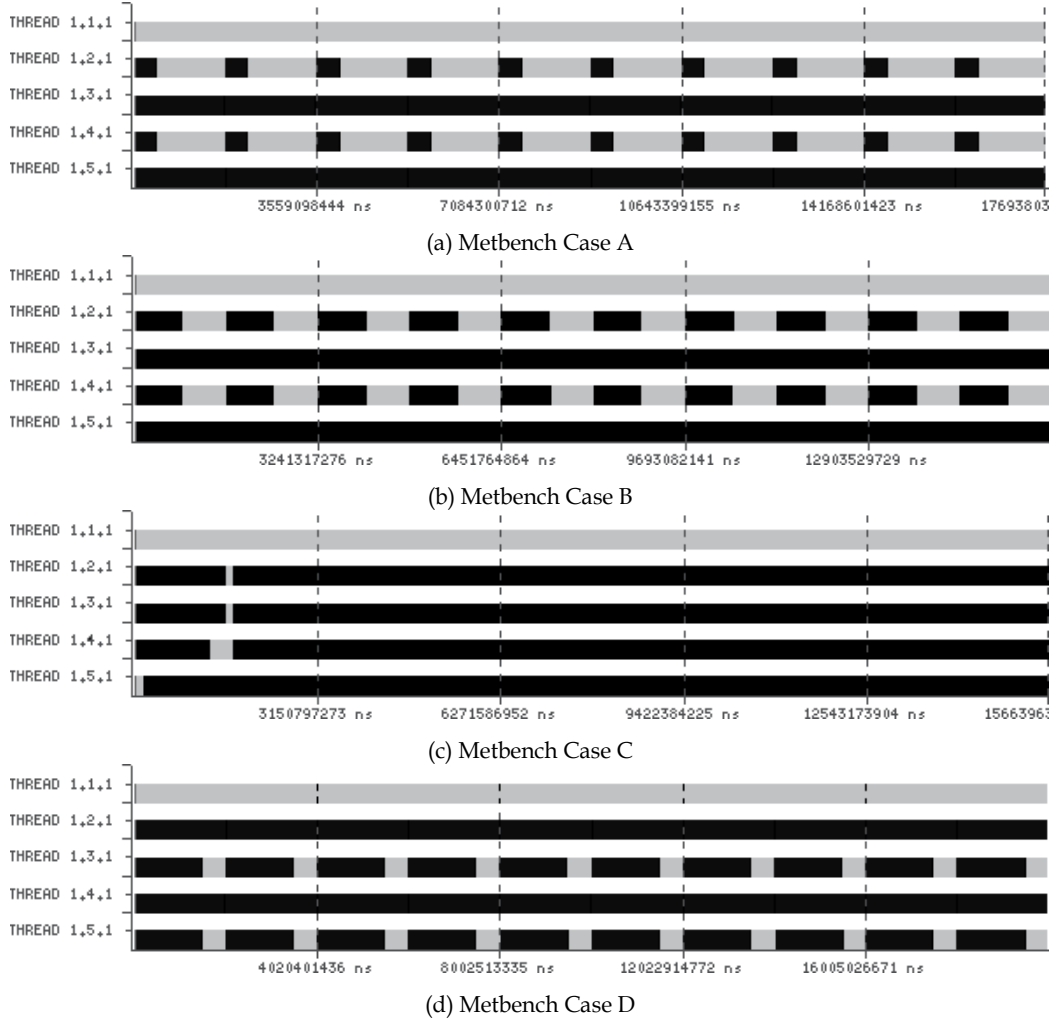 THREAD 1.1.1
THREAD 1.2.1
THREAD 1.3.1
THREAD 1.4.1
THREAD 1.5.1
3559098444 ns 7084300712 ns 10643399155 ns 14168601423 ns 17693803
(a) Metbench Case A
THREAD 1.1.1
THREAD 1.2.1
THREAD 1.3.1
THREAD 1.4.1
THREAD 1.5.1
3241317276 ns 6451764864 ns 9693082141 ns 12903529729 ns
(b) Metbench Case B
THREAD 1.1.1
THREAD 1.2.1
THREAD 1.3.1
THREAD 1.4.1
THREAD 1.5.1
3150797273 ns 6271586952 ns 9422384225 ns 12543173904 ns 15663963
(c) Metbench Case C
THREAD 1.1.1
THREAD 1.2.1
THREAD 1.3.1
THREAD 1.4.1
THREAD 1.5.1
4020401436 ns 8002513335 ns 12022914772 ns 16005026671 ns
(d) Metbench Case D